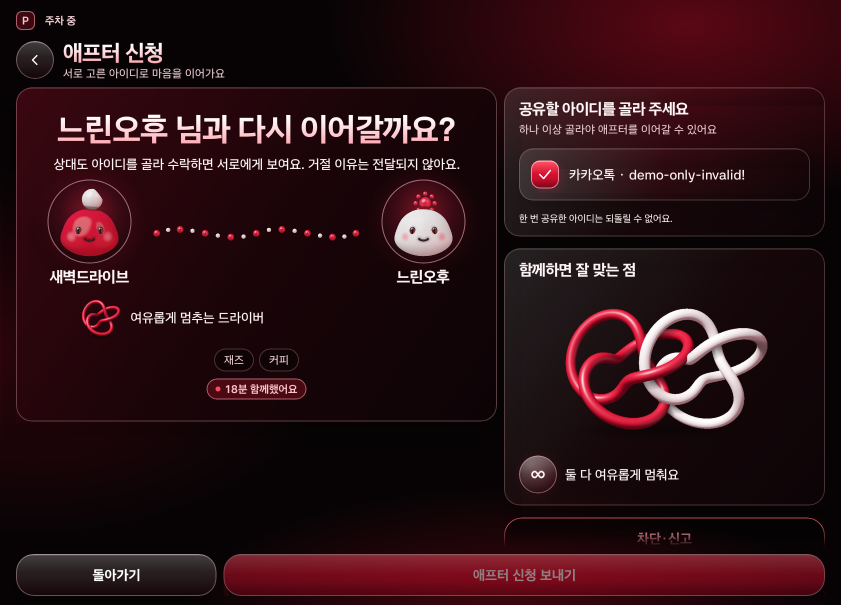 P 주차 중
애프터 신청
서로 고른 아이디로 마음을 이어가요
느린오후 님과 다시 이어갈까요?
상대도 아이디를 골라 수락하면 서로에게 보여요. 거절 이유는 전달되지 않아요.
새벽드라이브
느린오후
여유롭게 멈추는 드라이버
재즈
커피
18분 함께했어요
공유할 아이디를 골라 주세요
하나 이상 골라야 애프터를 이어갈 수 있어요
카카오톡 · demo-only-invalid!
한 번 공유한 아이디는 되돌릴 수 없어요.
함께하면 잘 맞는 점
∞ 둘 다 여유롭게 멈춰요
차단·신고
돌아가기
애프터 신청 보내기